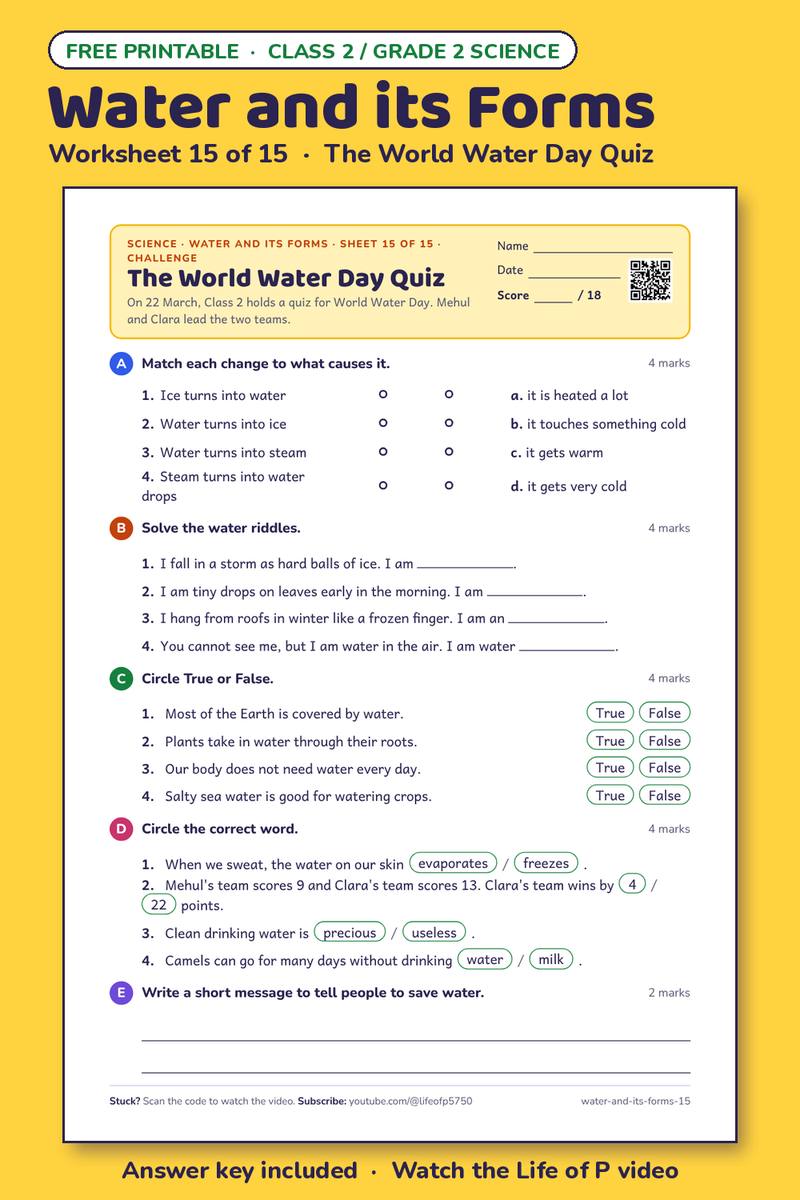 FREE PRINTABLE · CLASS 2 / GRADE 2 SCIENCE
Water and its Forms
Worksheet 15 of 15 · The World Water Day Quiz
SCIENCE · WATER AND ITS FORMS · SHEET 15 OF 15 ·
CHALLENGE
The World Water Day Quiz
On 22 March, Class 2 holds a quiz for World Water Day. Mehul
and Clara lead the two teams.
Name ____________
Date ____________
Score ______ / 18
A Match each change to what causes it. 4 marks
1. Ice turns into water a. it is heated a lot
2. Water turns into ice b. it touches something cold
3. Water turns into steam c. it gets warm
4. Steam turns into water
drops d. it gets very cold
B Solve the water riddles. 4 marks
1. I fall in a storm as hard balls of ice. I am ____________.
2. I am tiny drops on leaves early in the morning. I am ____________.
3. I hang from roofs in winter like a frozen finger. I am an ____________.
4. You cannot see me, but I am water in the air. I am water ____________.
C Circle True or False. 4 marks
1. Most of the Earth is covered by water. True False
2. Plants take in water through their roots. True False
3. Our body does not need water every day. True False
4. Salty sea water is good for watering crops. True False
D Circle the correct word. 4 marks
1. When we sweat, the water on our skin evaporates / freezes .
2. Mehul's team scores 9 and Clara's team scores 13. Clara's team wins by 4 /
22 points.
3. Clean drinking water is precious / useless .
4. Camels can go for many days without drinking water / milk .
E Write a short message to tell people to save water. 2 marks
Stuck? Scan the code to watch the video. Subscribe: youtube.com/@lifeofp5750 water-and-its-forms-15
Answer key included · Watch the Life of P video